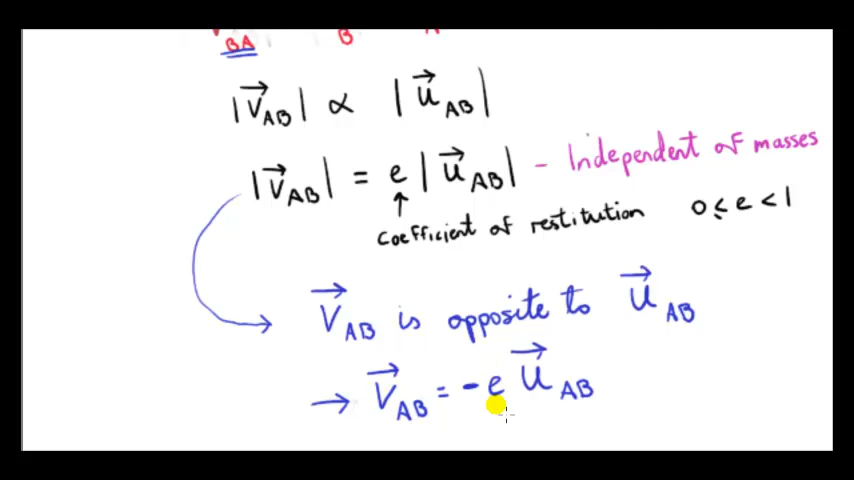 BA B
|V⃗AB| ∝ |u⃗AB|
|V⃗AB| = e |u⃗AB| - Independent of masses
Coefficient of restitution 0 ≤ e < 1
V⃗AB is opposite to u⃗AB
→ V⃗AB = -e u⃗AB